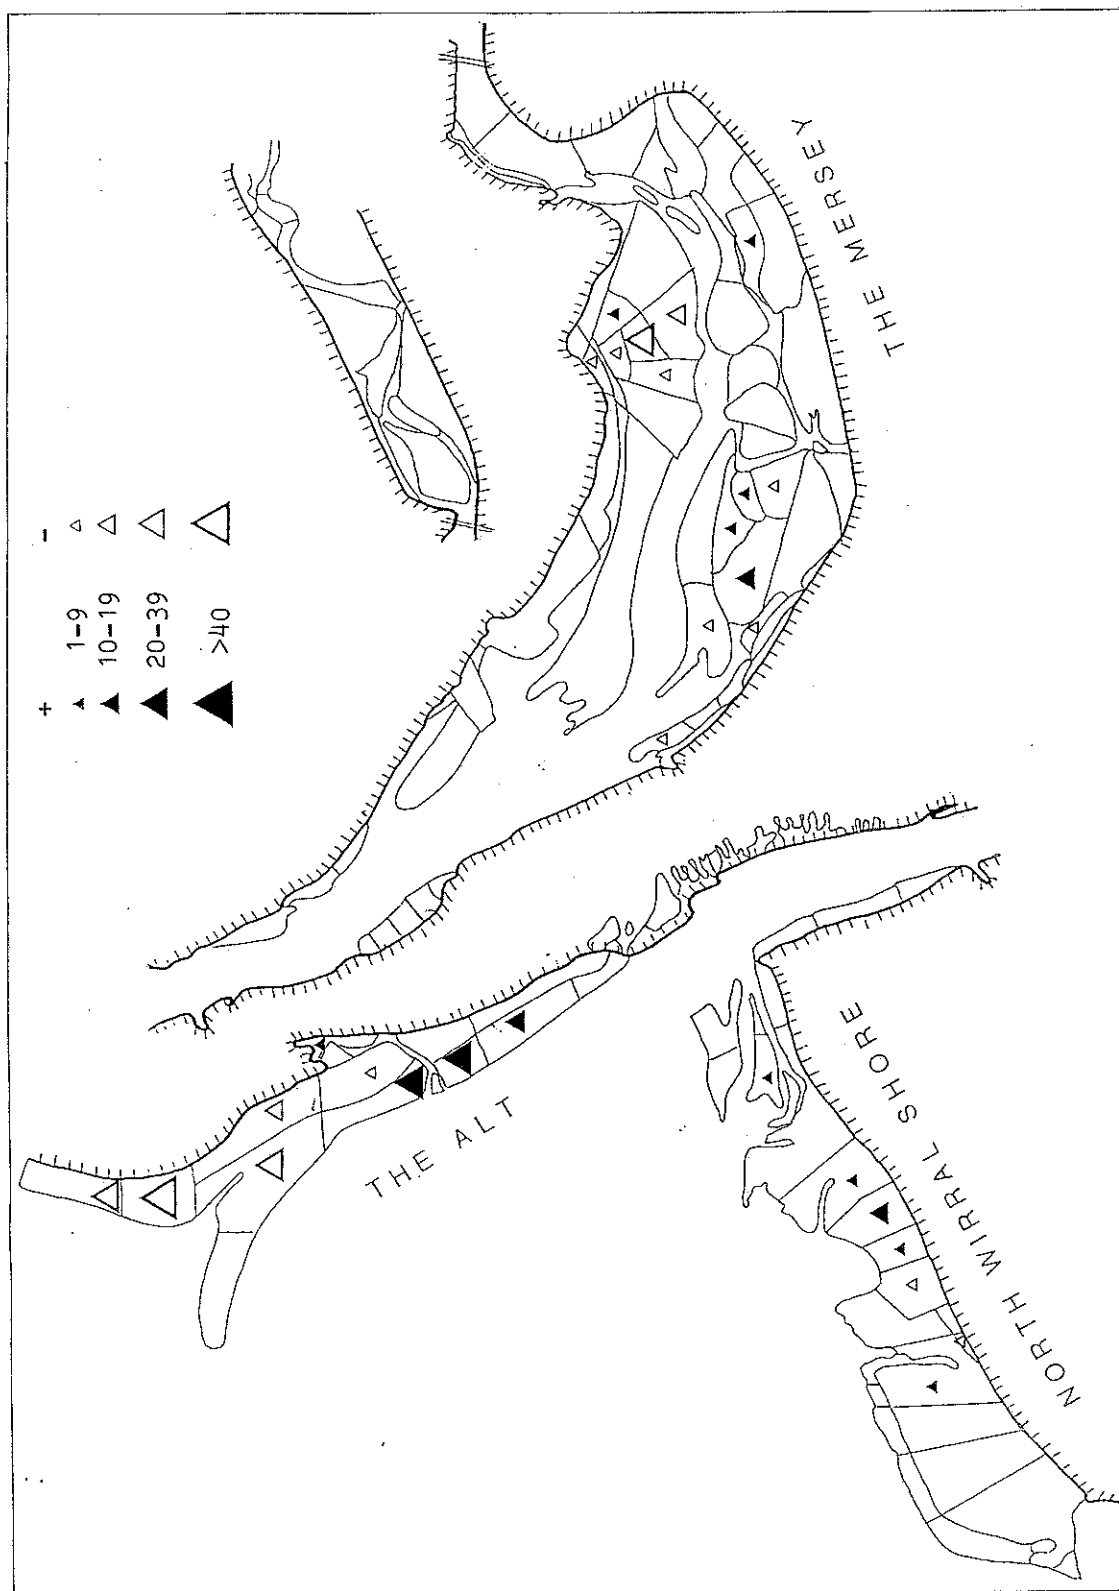 + -
1-9
10-19
20-39
>40
THE MERSEY
THE ALT
NORTH WIRRAL SHORE